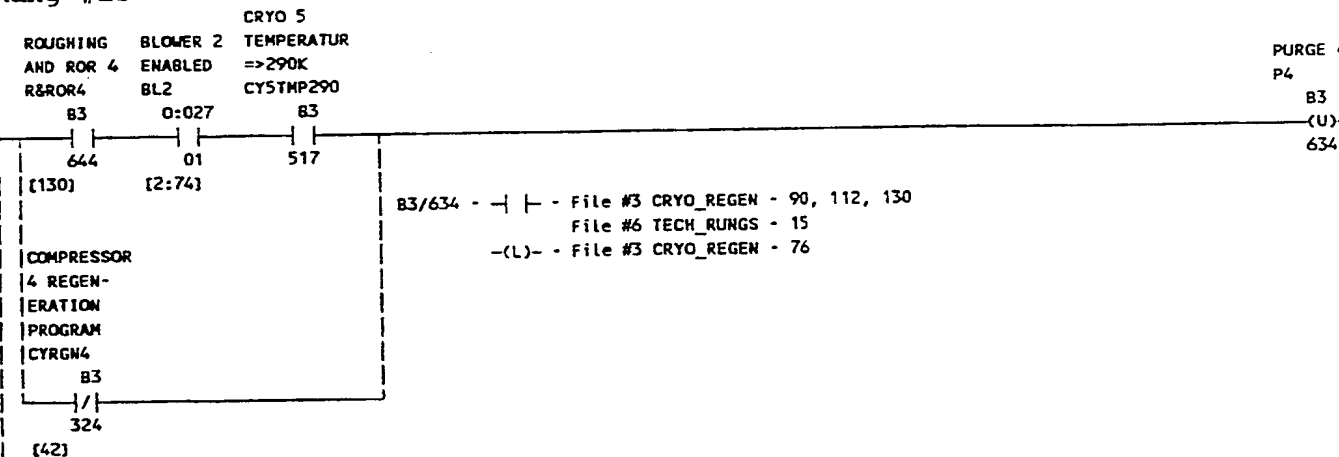 CRYO 5
ROUGHING BLOWER 2 TEMPERATUR
AND ROR 4 ENABLED =>290K
R&ROR4 BL2 CY5TMP290
B3 O:027 B3
644 01 517
[130] [2:74]
PURGE
P4
B3
(U)
634
B3/634 - ┤ ├ - File #3 CRYO_REGEN - 90, 112, 130
File #6 TECH_RUNGS - 15
-(L)- - File #3 CRYO_REGEN - 76
COMPRESSOR
4 REGEN-
ERATION
PROGRAM
CYRGN4
B3
┤/├
324
[42]